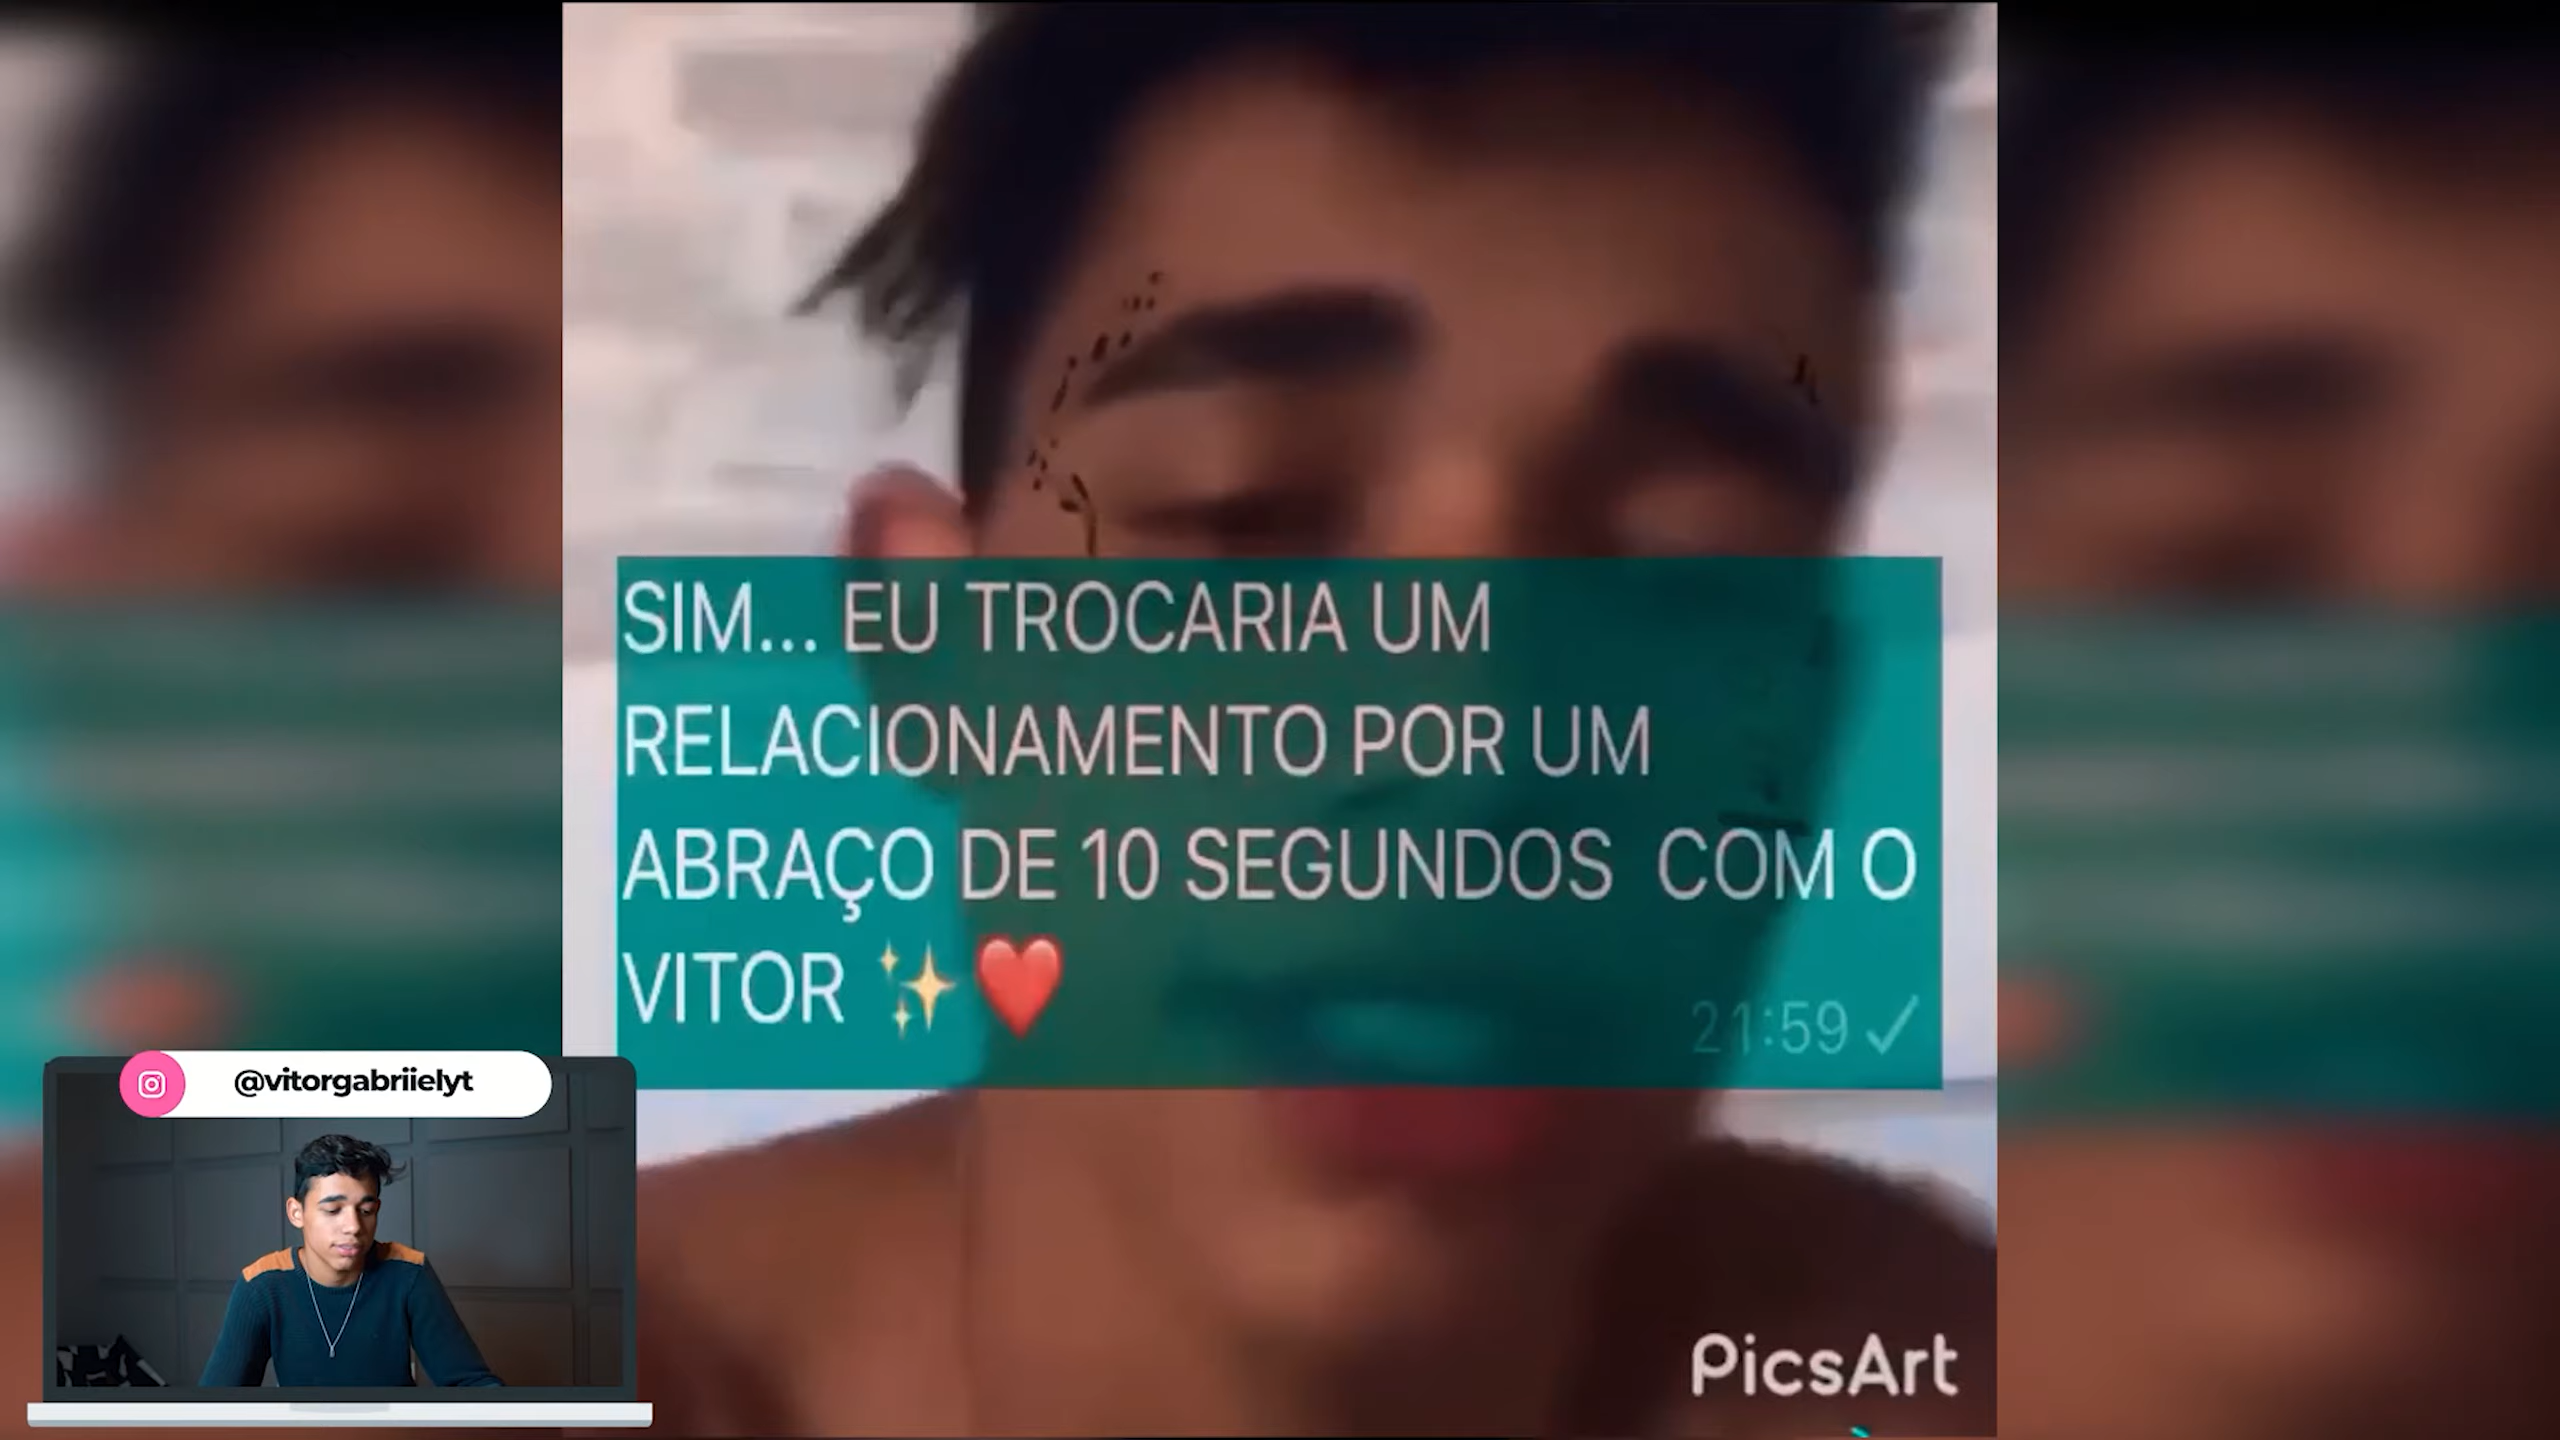 SIM... EU TROCARIA UM
RELACIONAMENTO POR UM
ABRAÇO DE 10 SEGUNDOS  COM O
VITOR ✨ ❤️
21:59 ✓
@vitorgabriielyt
PicsArt